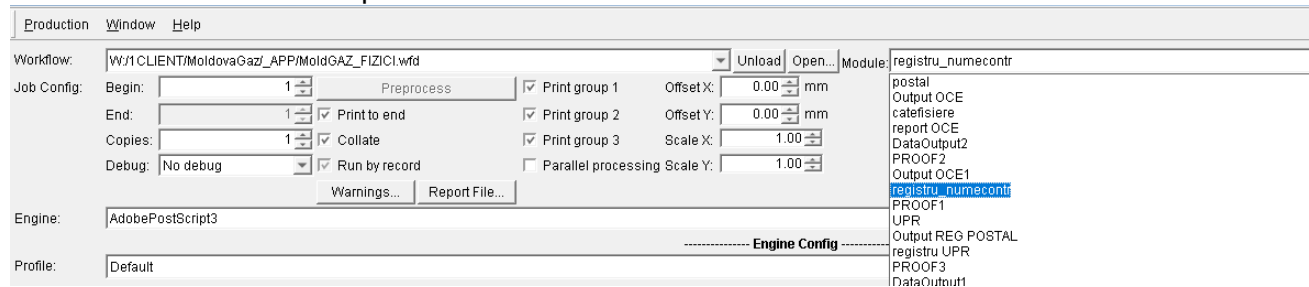 Production Window Help
Workflow: W:/1CLIENT/MoldovaGaz/_APP/MoldGAZ_FIZICI.wfd Unload Open... Module: registru_numecontr
Job Config: Begin: 1 Preprocess Print group 1 Offset X: 0.00 mm
End: 1 Print to end Print group 2 Offset Y: 0.00 mm
Copies: 1 Collate Print group 3 Scale X: 1.00
Debug: No debug Run by record Parallel processing Scale Y: 1.00
Warnings... Report File...
Engine: AdobePostScript3
--------------- Engine Config ----------
Profile: Default
postal
Output OCE
catefisiere
report OCE
DataOutput2
PROOF2
Output OCE1
registru_numecontr
PROOF1
UPR
Output REG POSTAL
registru UPR
PROOF3
DataOutput1